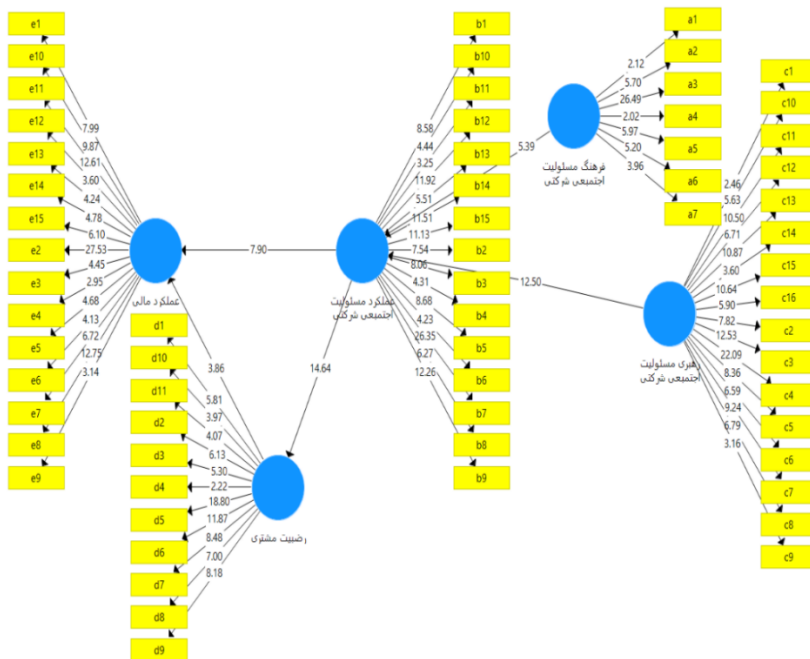 e1
e10
e11
e12
e13
e14
e15
e2
e3
e4
e5
e6
e7
e8
e9
7.99
9.87
12.61
3.60
4.24
4.78
6.10
27.53
4.45
2.95
4.68
4.13
6.72
12.75
3.14
عملکرد مالی
7.90
b1
b10
b11
b12
b13
b14
b15
b2
b3
b4
b5
b6
b7
b8
b9
8.58
4.44
3.25
11.92
5.51
11.51
11.13
7.54
8.06
4.31
8.68
4.23
26.35
6.27
12.26
عملکرد مسئولیت
اجتمیعی شرکتی
5.39
12.50
14.64
3.86
a1
a2
a3
a4
a5
a6
a7
2.12
5.70
26.49
2.02
5.97
5.20
3.96
فرهنگ مسئولیت
اجتمیعی شرکتی
c1
c10
c11
c12
c13
c14
c15
c16
c2
c3
c4
c5
c6
c7
c8
c9
2.46
5.63
10.50
6.71
10.87
3.60
10.64
5.90
7.82
12.53
22.09
8.36
6.59
9.24
6.79
3.16
رهبری مسئولیت
اجتمیعی شرکتی
d1
d10
d11
d2
d3
d4
d5
d6
d7
d8
d9
5.81
3.97
4.07
6.13
5.30
2.22
18.80
11.87
8.48
7.00
8.18
رضییت مشتری